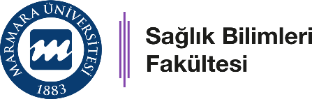 MARMARA ÜNİVERSİTESİ
m
1883
Sağlık Bilimleri
Fakültesi